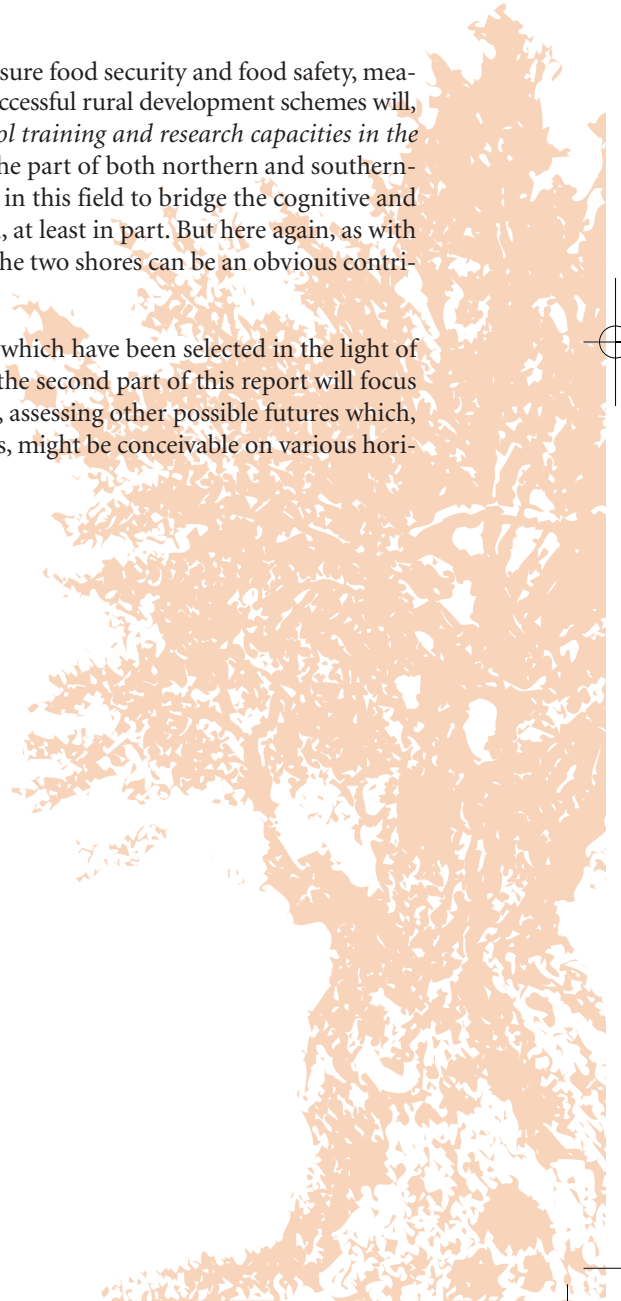 sure food security and food safety, mea-
ccessful rural development schemes will,
ol training and research capacities in the
he part of both northern and southern-
in this field to bridge the cognitive and
, at least in part. But here again, as with
he two shores can be an obvious contri-
which have been selected in the light of
the second part of this report will focus
, assessing other possible futures which,
s, might be conceivable on various hori-